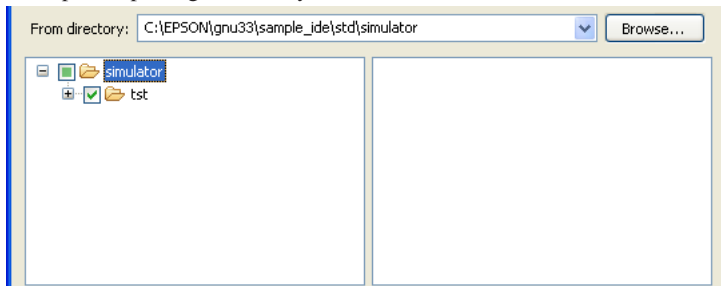 From directory: C:\EPSON\gnu33\sample_ide\std\simulator Browse...
simulator
tst